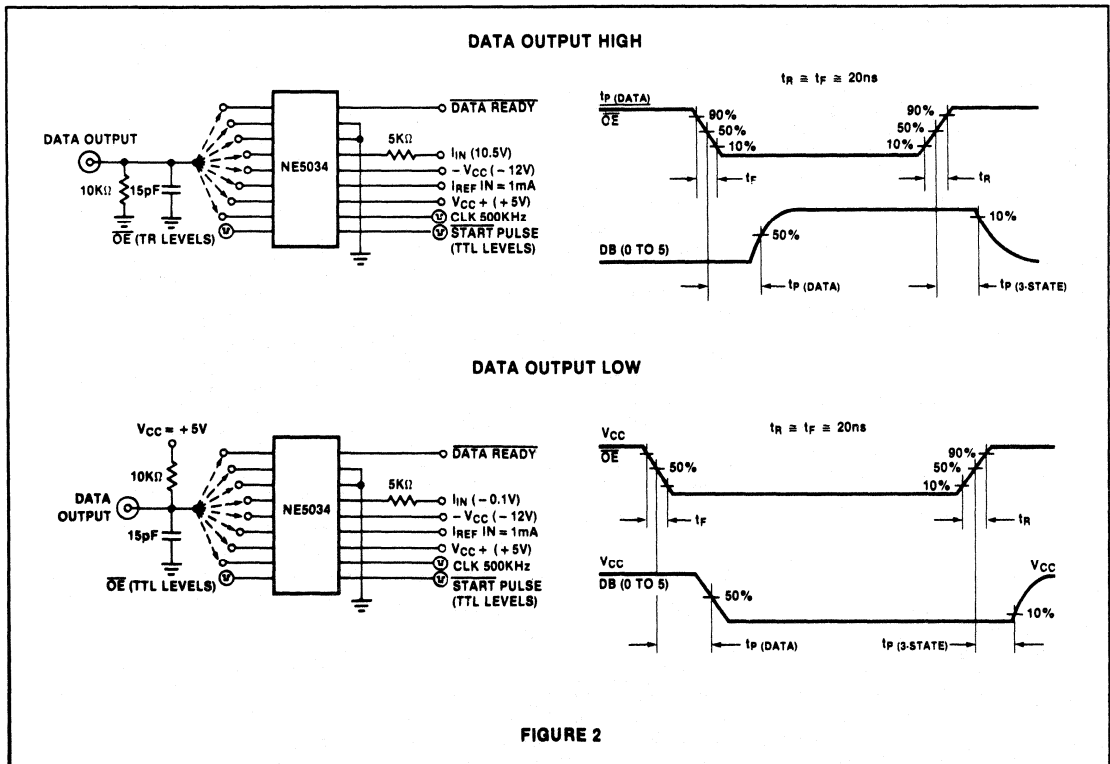 DATA OUTPUT HIGH
DATA OUTPUT
10KΩ
15pF
OE (TR LEVELS)
NE5034
DATA READY
5KΩ
IIN (10.5V)
- VCC (- 12V)
IREF IN = 1mA
VCC + (+ 5V)
CLK 500KHz
START PULSE
(TTL LEVELS)
tR ≅ tF ≅ 20ns
tP (DATA)
OE
90%
50%
10%
tF
90%
50%
10%
tR
DB (0 TO 5)
50%
10%
tP (DATA)
tP (3-STATE)
DATA OUTPUT LOW
VCC = + 5V
10KΩ
DATA
OUTPUT
15pF
OE (TTL LEVELS)
NE5034
DATA READY
5KΩ
IIN (- 0.1V)
- VCC (- 12V)
IREF IN = 1mA
VCC + (+ 5V)
CLK 500KHz
START PULSE
(TTL LEVELS)
tR ≅ tF ≅ 20ns
VCC
OE
50%
tF
90%
50%
10%
tR
VCC
DB (0 TO 5)
50%
VCC
10%
tP (DATA)
tP (3-STATE)
FIGURE 2